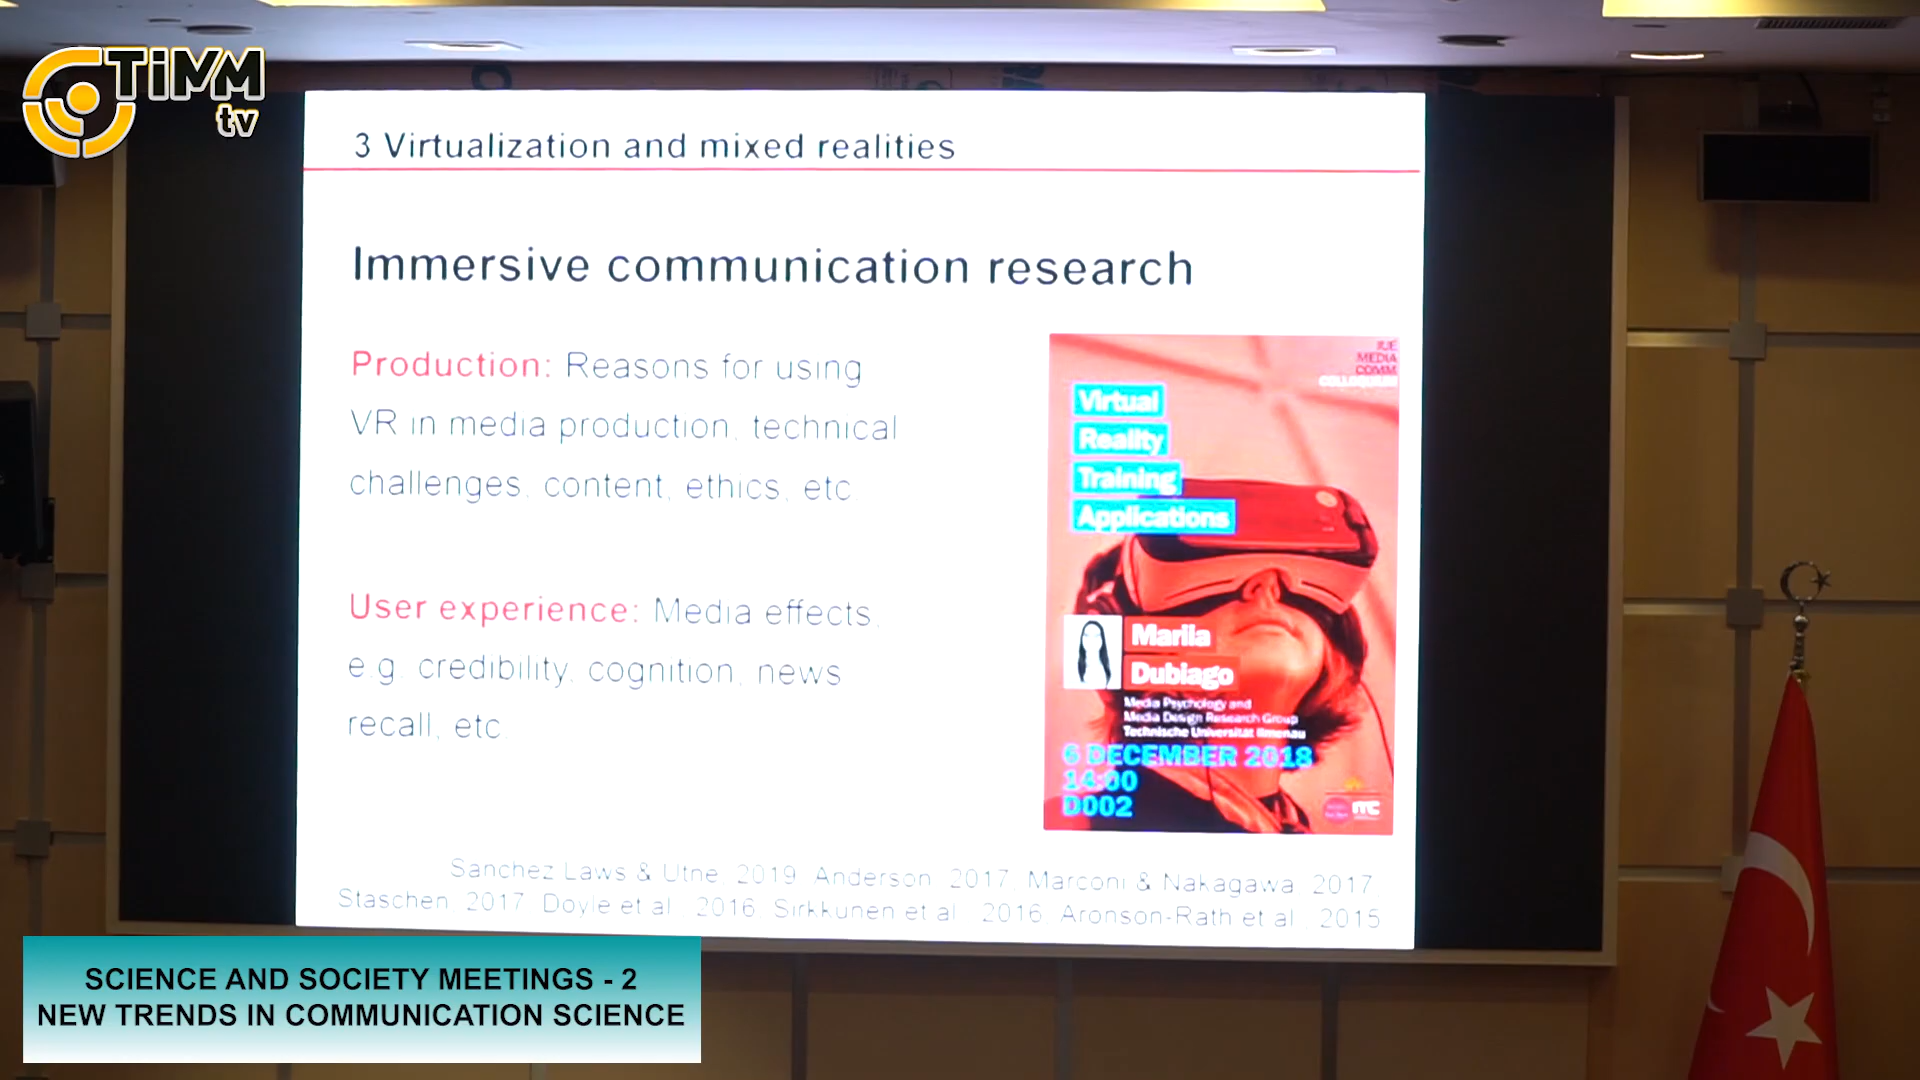 TiMM
tv
3 Virtualization and mixed realities
Immersive communication research
Production: Reasons for using
VR in media production, technical
challenges, content, ethics, etc.
User experience: Media effects,
e.g. credibility, cognition, news
recall, etc.
IUE
MEDIA
COMM
COLLOQUIUM
Virtual
Reality
Training
Applications
Mariia
Dubiago
Media Psychology and
Media Design Research Group
Technische Universität Ilmenau
6 DECEMBER 2018
14:00
D002
Sanchez Laws & Utne, 2019, Anderson, 2017, Marconi & Nakagawa, 2017
Staschen, 2017, Doyle et al., 2016, Sirkkunen et al., 2016, Aronson-Rath et al., 2015
SCIENCE AND SOCIETY MEETINGS - 2
NEW TRENDS IN COMMUNICATION SCIENCE